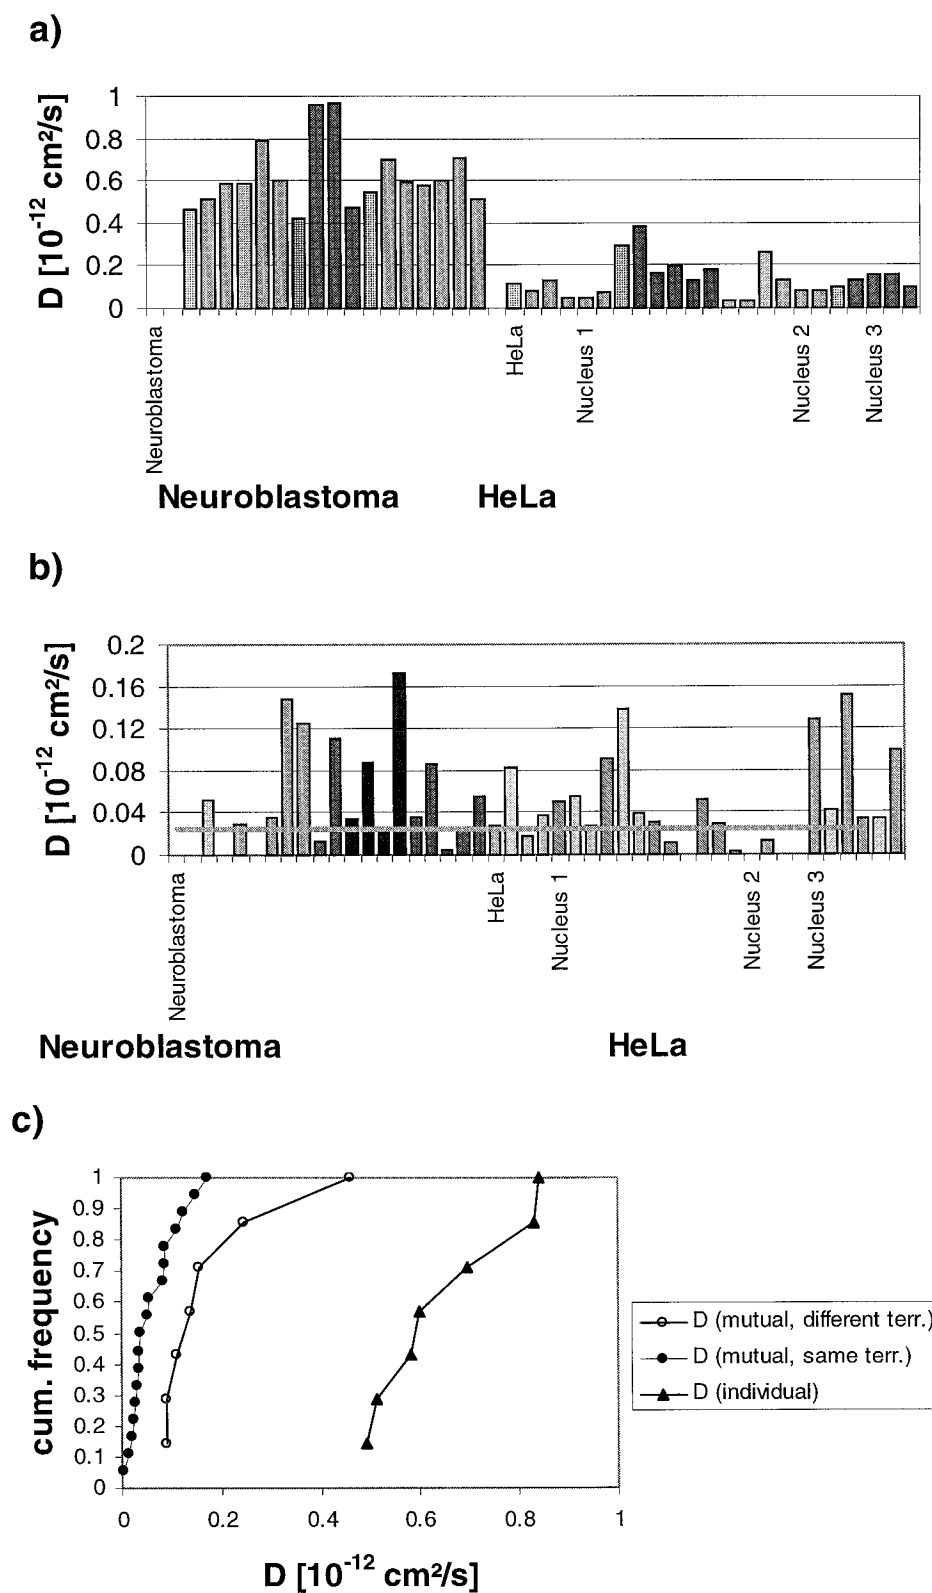 a)
D [10⁻¹² cm²/s]
1
0.8
0.6
0.4
0.2
0
Neuroblastoma
HeLa
Nucleus 1
Nucleus 2
Nucleus 3
Neuroblastoma HeLa
b)
D [10⁻¹² cm²/s]
0.2
0.16
0.12
0.08
0.04
0
Neuroblastoma
HeLa
Nucleus 1
Nucleus 2
Nucleus 3
Neuroblastoma HeLa
c)
cum. frequency
1
0.9
0.8
0.7
0.6
0.5
0.4
0.3
0.2
0.1
0
0 0.2 0.4 0.6 0.8 1
D [10⁻¹² cm²/s]
D (mutual, different terr.)
D (mutual, same terr.)
D (individual)